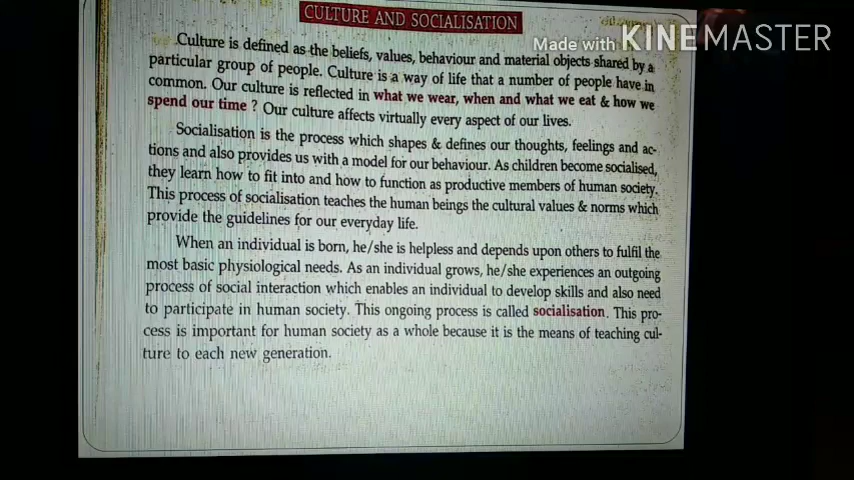 CULTURE AND SOCIALISATION
Made with KINEMASTER
Culture is defined as the beliefs, values, behaviour and material objects shared by a
particular group of people. Culture is a way of life that a number of people have in
common. Our culture is reflected in what we wear, when and what we eat & how we
spend our time ? Our culture affects virtually every aspect of our lives.
Socialisation is the process which shapes & defines our thoughts, feelings and ac-
tions and also provides us with a model for our behaviour. As children become socialised,
they learn how to fit into and how to function as productive members of human society.
This process of socialisation teaches the human beings the cultural values & norms which
provide the guidelines for our everyday life.
When an individual is born, he/she is helpless and depends upon others to fulfil the
most basic physiological needs. As an individual grows, he/she experiences an outgoing
process of social interaction which enables an individual to develop skills and also need
to participate in human society. This ongoing process is called socialisation. This pro-
cess is important for human society as a whole because it is the means of teaching cul-
ture to each new generation.